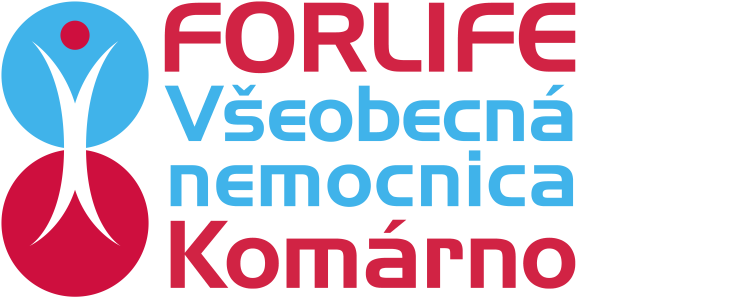 FORLIFE
Všeobecná
nemocnica
Komárno